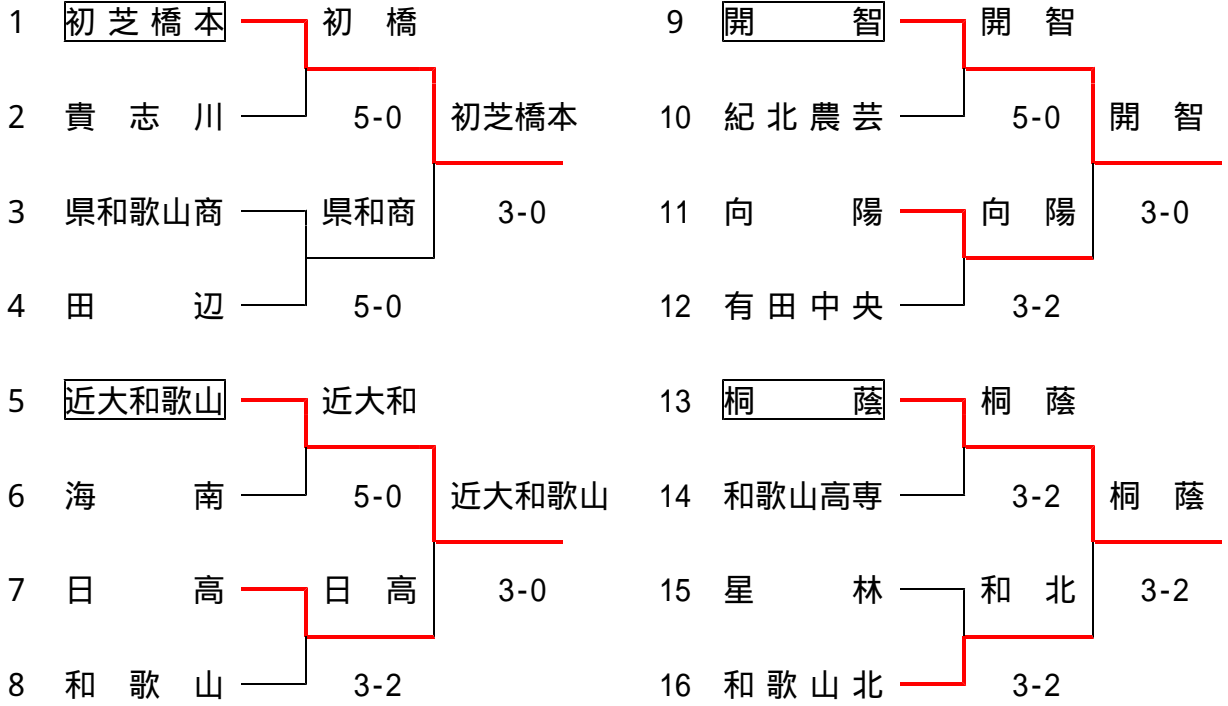 1 初芝橋本 初橋
2 貴志川 5-0 初芝橋本
3 県和歌山商 県和商 3-0
4 田辺 5-0
5 近大和歌山 近大和
6 海南 5-0 近大和歌山
7 日高 日高 3-0
8 和歌山 3-2
9 開智 開智
10 紀北農芸 5-0 開智
11 向陽 向陽 3-0
12 有田中央 3-2
13 桐蔭 桐蔭
14 和歌山高専 3-2 桐蔭
15 星林 和北 3-2
16 和歌山北 3-2